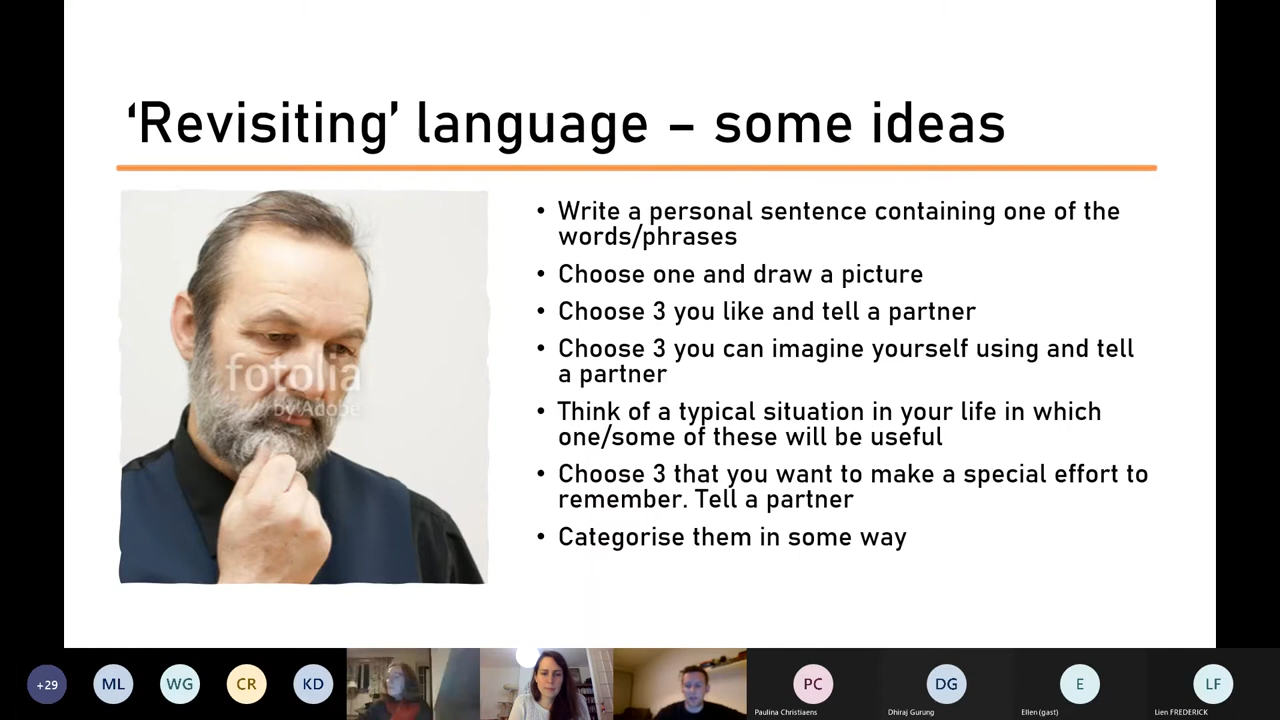 ‘Revisiting’ language – some ideas
• Write a personal sentence containing one of the
words/phrases
• Choose one and draw a picture
• Choose 3 you like and tell a partner
• Choose 3 you can imagine yourself using and tell
a partner
• Think of a typical situation in your life in which
one/some of these will be useful
• Choose 3 that you want to make a special effort to
remember. Tell a partner
• Categorise them in some way
fotolia
by Adobe
+29
ML
WG
CR
KD
PC
DG
E
LF
Paulina Christiaens
Dhiraj Gurung
Ellen (gast)
Lien FREDERICK